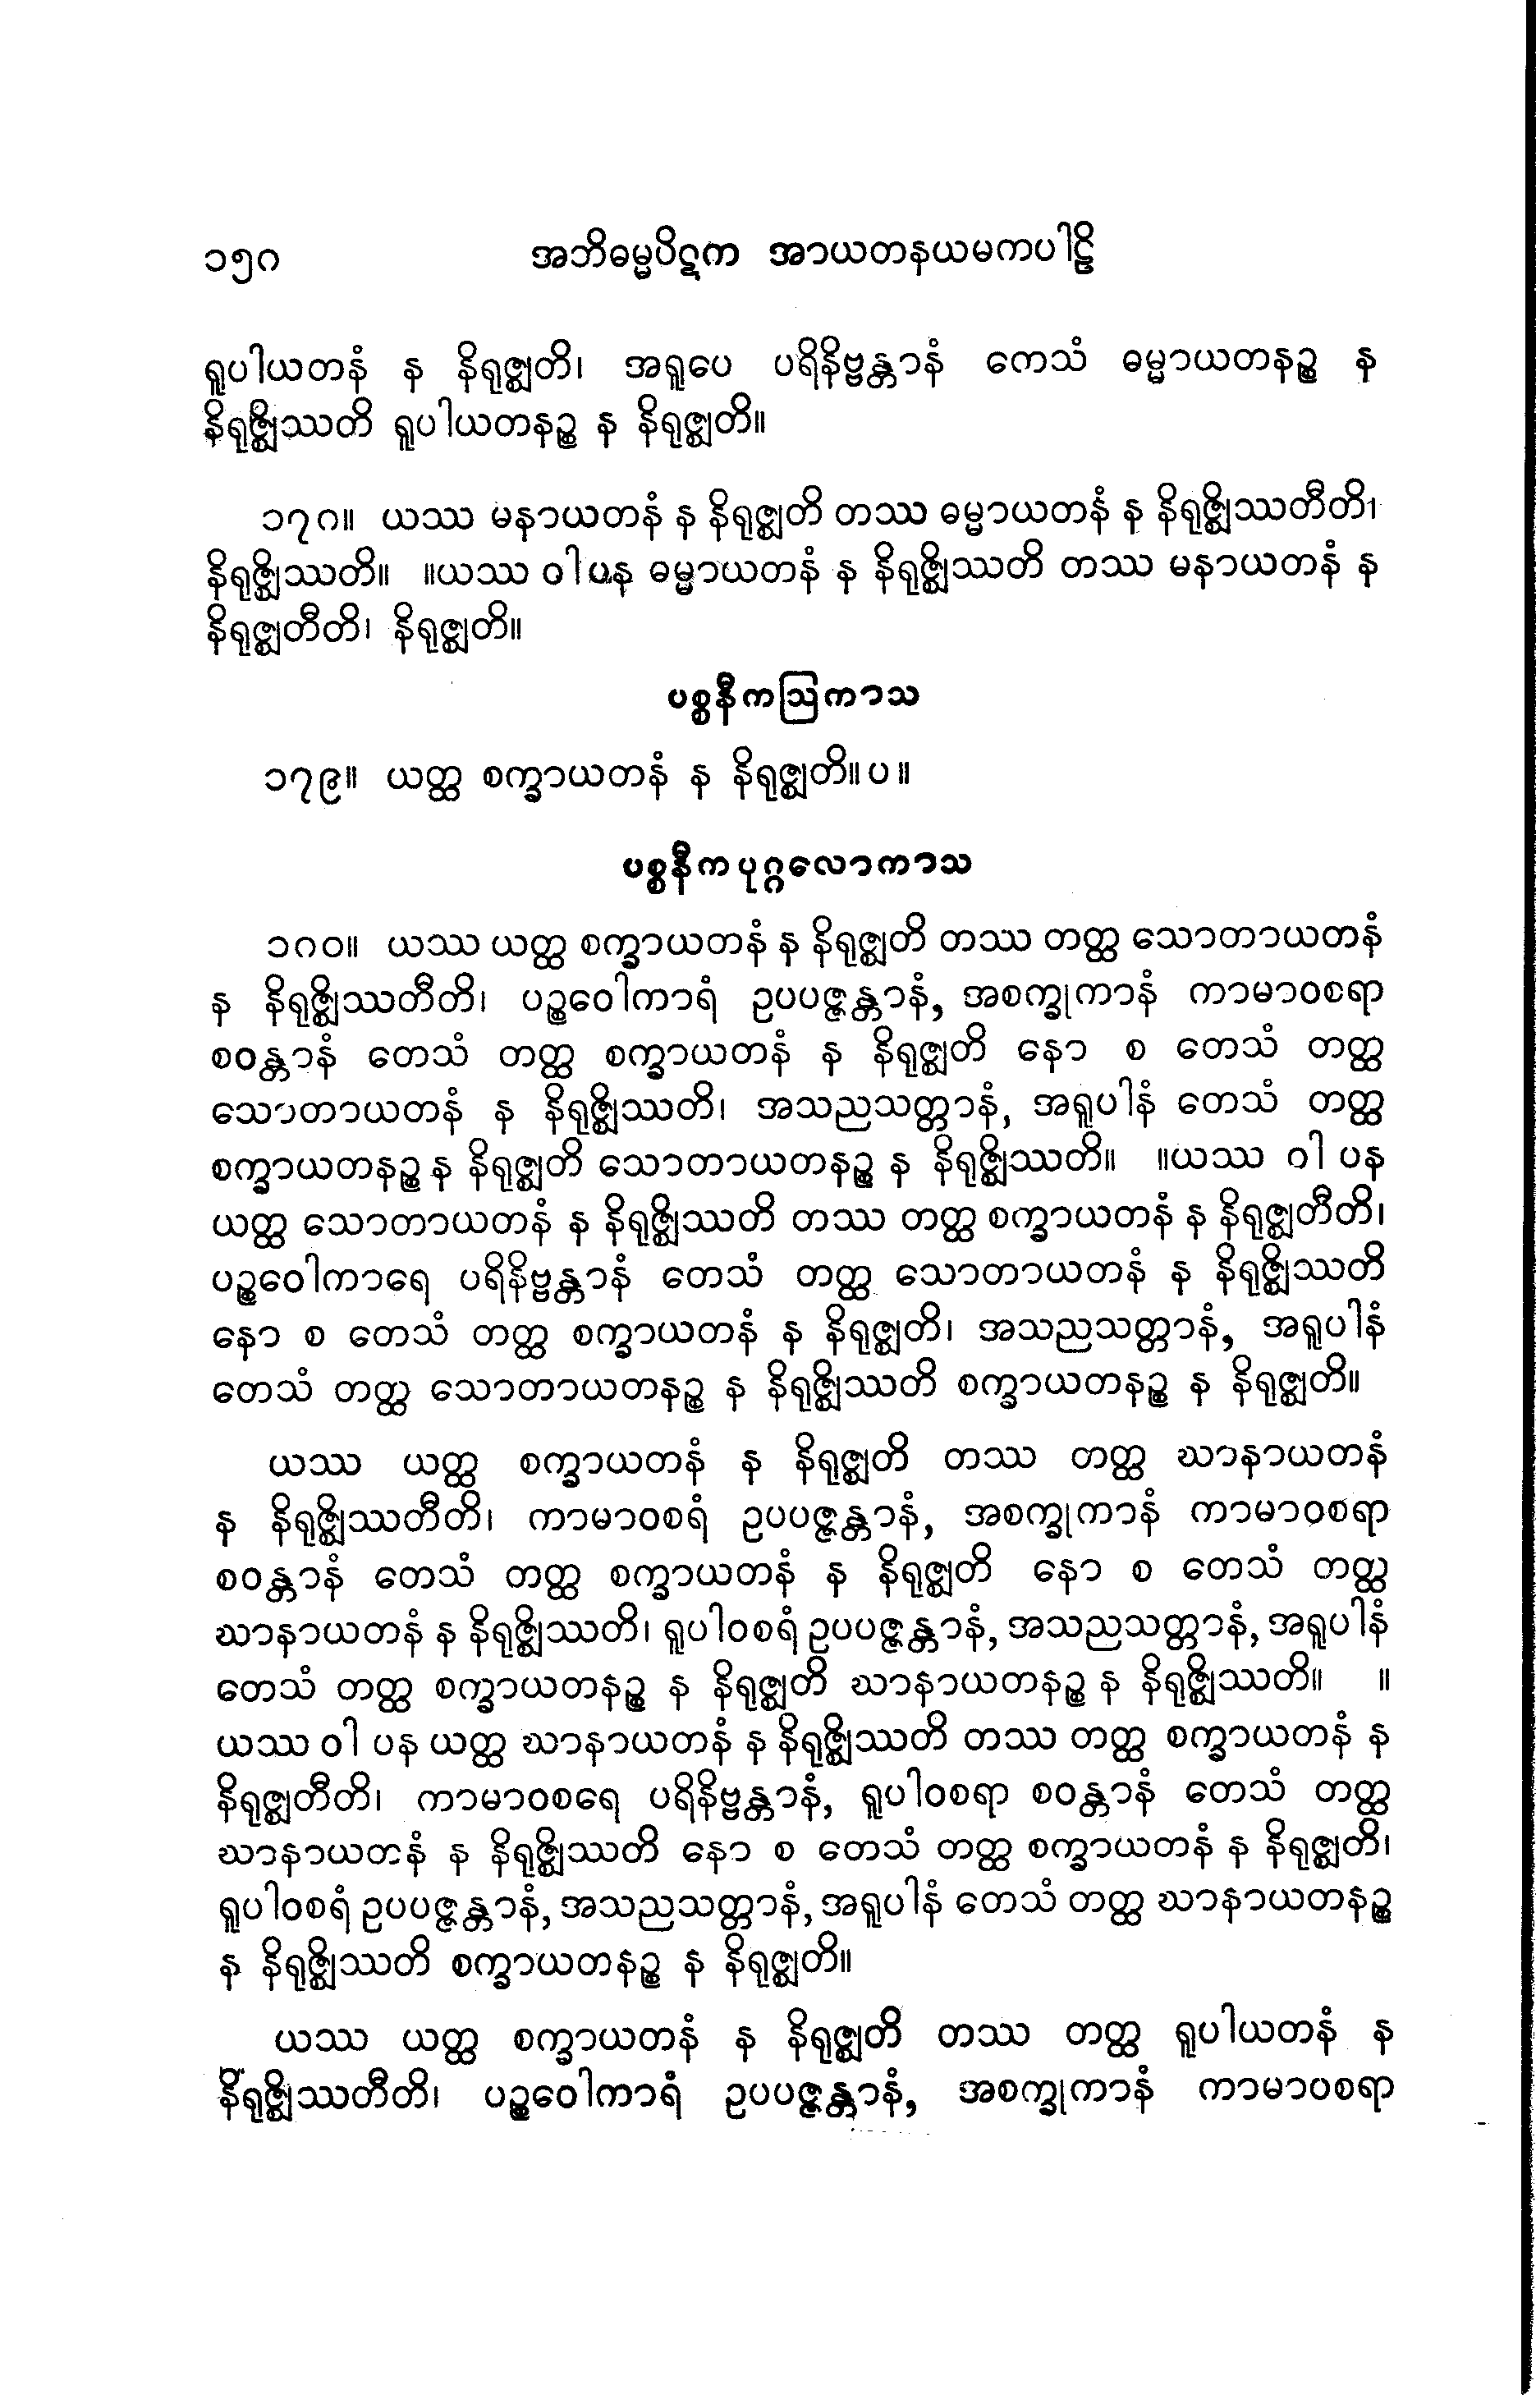 ၁၅၈ အဘိဓမ္မပိဋက အာယတနယမကပါဠိ
ရူပါယတနံ န နိရုဇ္ဈတိ၊ အရူပေ ပရိနိဗ္ဗန္တာနံ ကေသံ ဓမ္မာယတနဉ္စ န
နိရုဇ္ဈိဿတိ ရူပါယတနဉ္စ န နိရုဇ္ဈတိ။
၁၇၈။ ယဿ မနာယတနံ န နိရုဇ္ဈတိ တဿ ဓမ္မာယတနံ န နိရုဇ္ဈိဿတီတိ၊
နိရုဇ္ဈိဿတိ။ ။ယဿ ဝါ ပန ဓမ္မာယတနံ န နိရုဇ္ဈိဿတိ တဿ မနာယတနံ န
နိရုဇ္ဈတီတိ၊ နိရုဇ္ဈတိ။
ပစ္စနီကဩကာသ
၁၇၉။ ယတ္ထ စက္ခာယတနံ န နိရုဇ္ဈတိ။ပ။
ပစ္စနီကပုဂ္ဂလောကာသ
၁၈၀။ ယဿ ယတ္ထ စက္ခာယတနံ န နိရုဇ္ဈတိ တဿ တတ္ထ သောတာယတနံ
န နိရုဇ္ဈိဿတီတိ၊ ပဉ္စဝေါကာရံ ဥပပဇ္ဇန္တာနံ, အစက္ခုကာနံ ကာမာဝစရာ
စဝန္တာနံ တေသံ တတ္ထ စက္ခာယတနံ န နိရုဇ္ဈတိ နော စ တေသံ တတ္ထ
သောတာယတနံ န နိရုဇ္ဈိဿတိ၊ အသညသတ္တာနံ, အရူပါနံ တေသံ တတ္ထ
စက္ခာယတနဉ္စ န နိရုဇ္ဈတိ သောတာယတနဉ္စ န နိရုဇ္ဈိဿတိ။ ။ယဿ ဝါ ပန
ယတ္ထ သောတာယတနံ န နိရုဇ္ဈိဿတိ တဿ တတ္ထ စက္ခာယတနံ န နိရုဇ္ဈတီတိ၊
ပဉ္စဝေါကာရေ ပရိနိဗ္ဗန္တာနံ တေသံ တတ္ထ သောတာယတနံ န နိရုဇ္ဈိဿတိ
နော စ တေသံ တတ္ထ စက္ခာယတနံ န နိရုဇ္ဈတိ၊ အသညသတ္တာနံ, အရူပါနံ
တေသံ တတ္ထ သောတာယတနဉ္စ န နိရုဇ္ဈိဿတိ စက္ခာယတနဉ္စ န နိရုဇ္ဈတိ။
ယဿ ယတ္ထ စက္ခာယတနံ န နိရုဇ္ဈတိ တဿ တတ္ထ ဃာနာယတနံ
န နိရုဇ္ဈိဿတီတိ၊ ကာမာဝစရံ ဥပပဇ္ဇန္တာနံ, အစက္ခုကာနံ ကာမာဝစရာ
စဝန္တာနံ တေသံ တတ္ထ စက္ခာယတနံ န နိရုဇ္ဈတိ နော စ တေသံ တတ္ထ
ဃာနာယတနံ န နိရုဇ္ဈိဿတိ၊ ရူပါဝစရံ ဥပပဇ္ဇန္တာနံ, အသညသတ္တာနံ, အရူပါနံ
တေသံ တတ္ထ စက္ခာယတနဉ္စ န နိရုဇ္ဈတိ ဃာနာယတနဉ္စ န နိရုဇ္ဈိဿတိ။ ။
ယဿ ဝါ ပန ယတ္ထ ဃာနာယတနံ န နိရုဇ္ဈိဿတိ တဿ တတ္ထ စက္ခာယတနံ န
နိရုဇ္ဈတီတိ၊ ကာမာဝစရေ ပရိနိဗ္ဗန္တာနံ, ရူပါဝစရာ စဝန္တာနံ တေသံ တတ္ထ
ဃာနာယတနံ န နိရုဇ္ဈိဿတိ နော စ တေသံ တတ္ထ စက္ခာယတနံ န နိရုဇ္ဈတိ၊
ရူပါဝစရံ ဥပပဇ္ဇန္တာနံ, အသညသတ္တာနံ, အရူပါနံ တေသံ တတ္ထ ဃာနာယတနဉ္စ
န နိရုဇ္ဈိဿတိ စက္ခာယတနဉ္စ န နိရုဇ္ဈတိ။
ယဿ ယတ္ထ စက္ခာယတနံ န နိရုဇ္ဈတိ တဿ တတ္ထ ရူပါယတနံ န
နိရုဇ္ဈိဿတီတိ၊ ပဉ္စဝေါကာရံ ဥပပဇ္ဇန္တာနံ, အစက္ခုကာနံ ကာမာဝစရာ